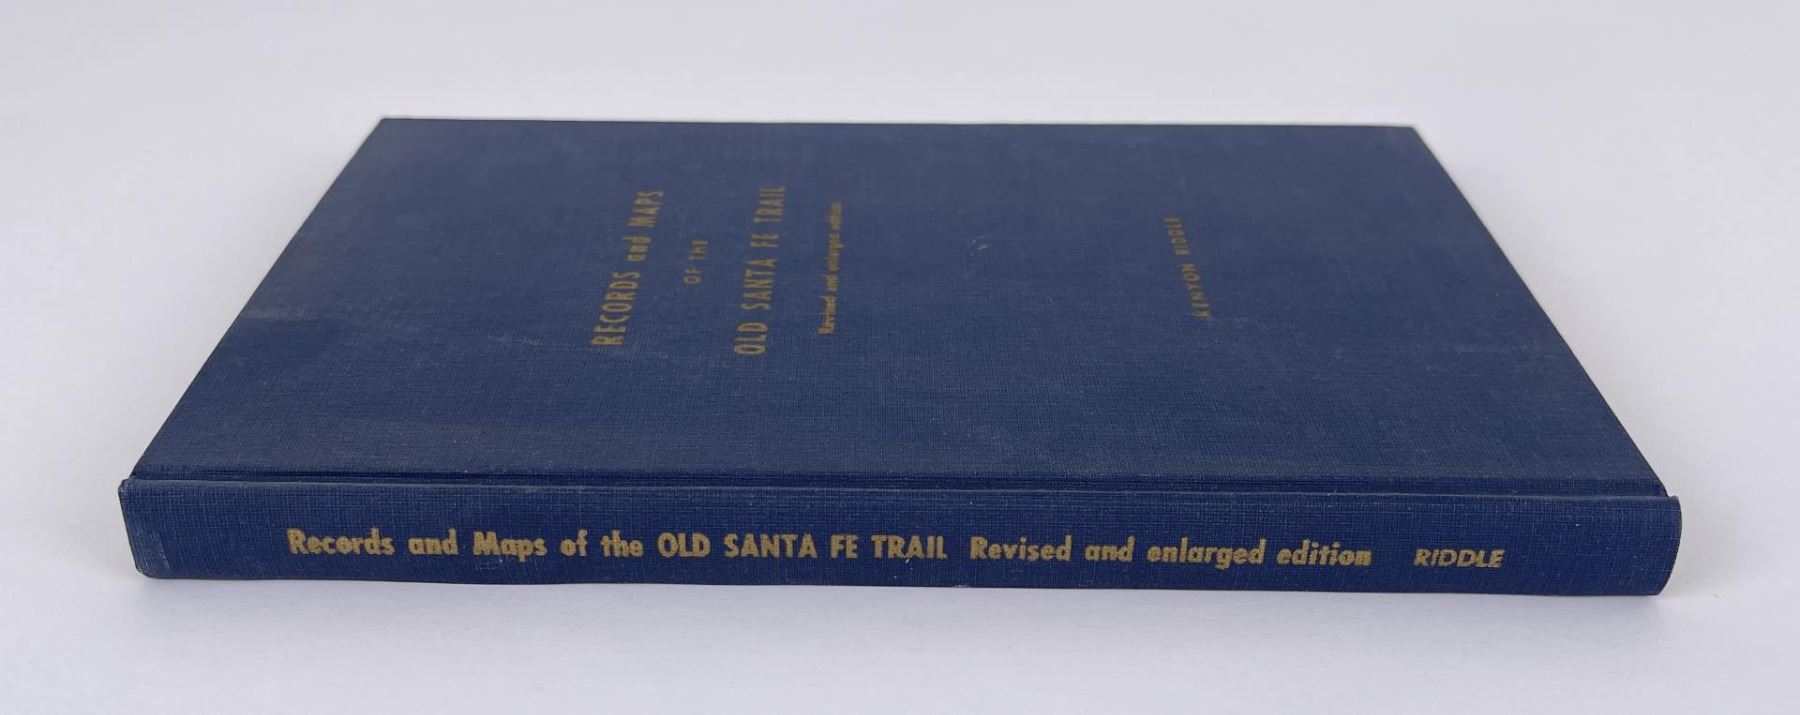 RECORDS and MAPS
OF THE
OLD SANTA FE TRAIL
Revised and enlarged edition
KENYON RIDDLE
Records and Maps of the OLD SANTA FE TRAIL Revised and enlarged edition RIDDLE